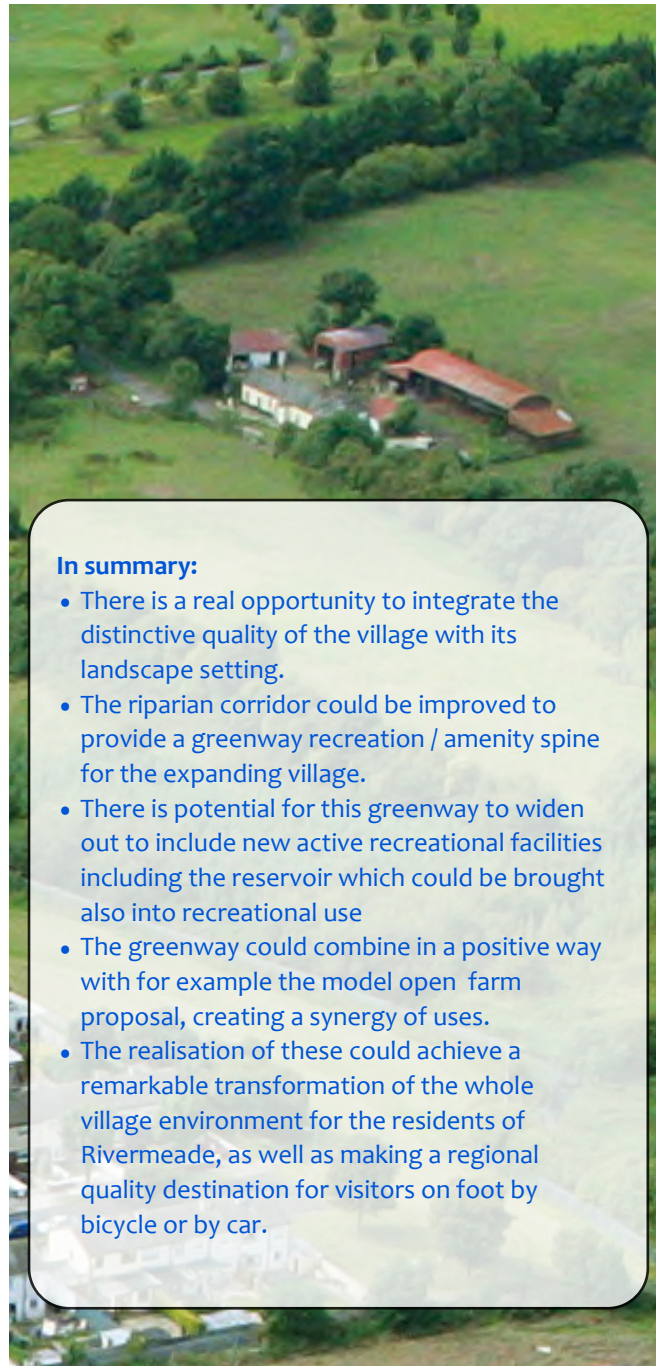 In summary:
• There is a real opportunity to integrate the
distinctive quality of the village with its
landscape setting.
• The riparian corridor could be improved to
provide a greenway recreation / amenity spine
for the expanding village.
• There is potential for this greenway to widen
out to include new active recreational facilities
including the reservoir which could be brought
also into recreational use
• The greenway could combine in a positive way
with for example the model open  farm
proposal, creating a synergy of uses.
• The realisation of these could achieve a
remarkable transformation of the whole
village environment for the residents of
Rivermeade, as well as making a regional
quality destination for visitors on foot by
bicycle or by car.